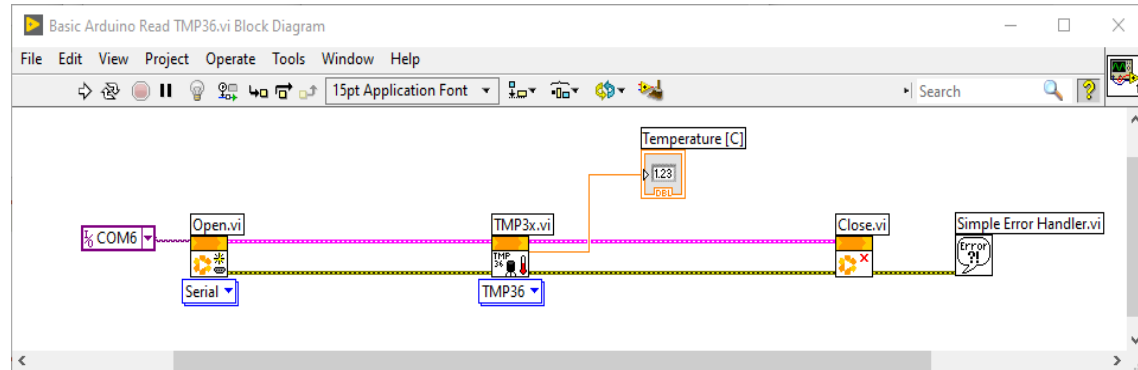 Basic Arduino Read TMP36.vi Block Diagram
File Edit View Project Operate Tools Window Help
15pt Application Font
Search
Temperature [C]
1.23
DBL
Open.vi
TMP3x.vi
Close.vi
Simple Error Handler.vi
I/O COM6
TMP
36
Error
?!
Serial
TMP36